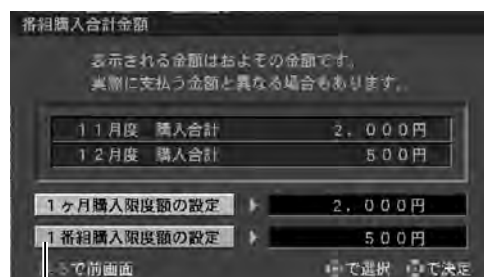 番組購入合計金額
表示される金額はおよその金額です。
実際に支払う金額と異なる場合もあります。
11月度 購入合計 2,000円
12月度 購入合計 500円
1ヶ月購入限度額の設定 2,000円
1番組購入限度額の設定 500円
で前画面 で選択 で決定